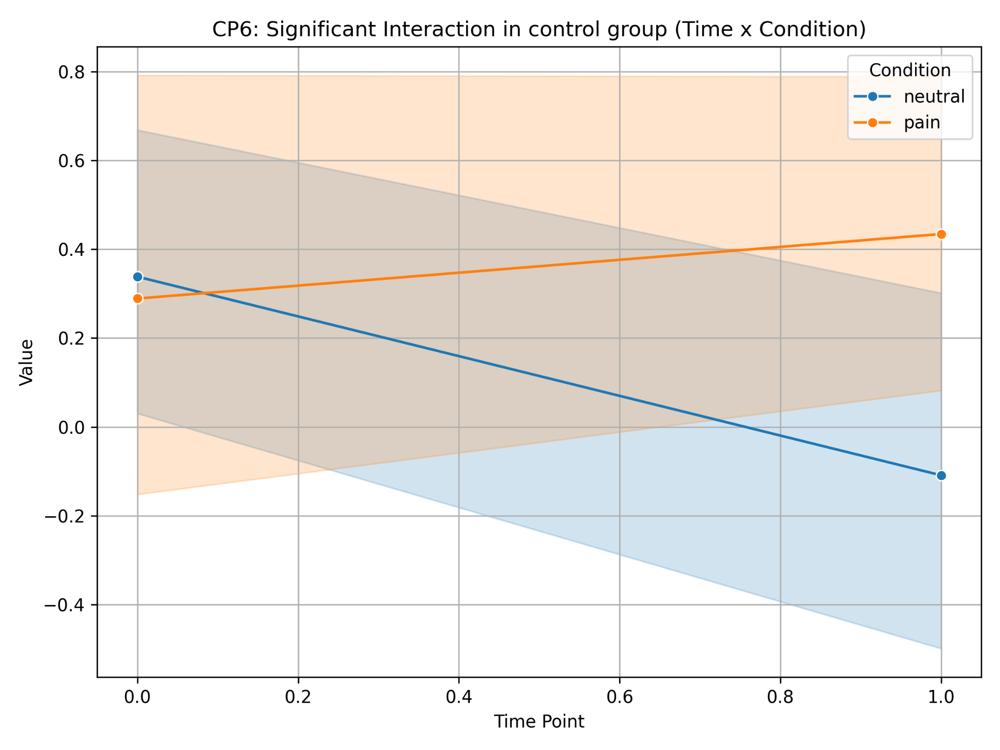 CP6: Significant Interaction in control group (Time x Condition)
Condition
neutral
pain
0.8
0.6
0.4
0.2
0.0
−0.2
−0.4
Value
0.0 0.2 0.4 0.6 0.8 1.0
Time Point